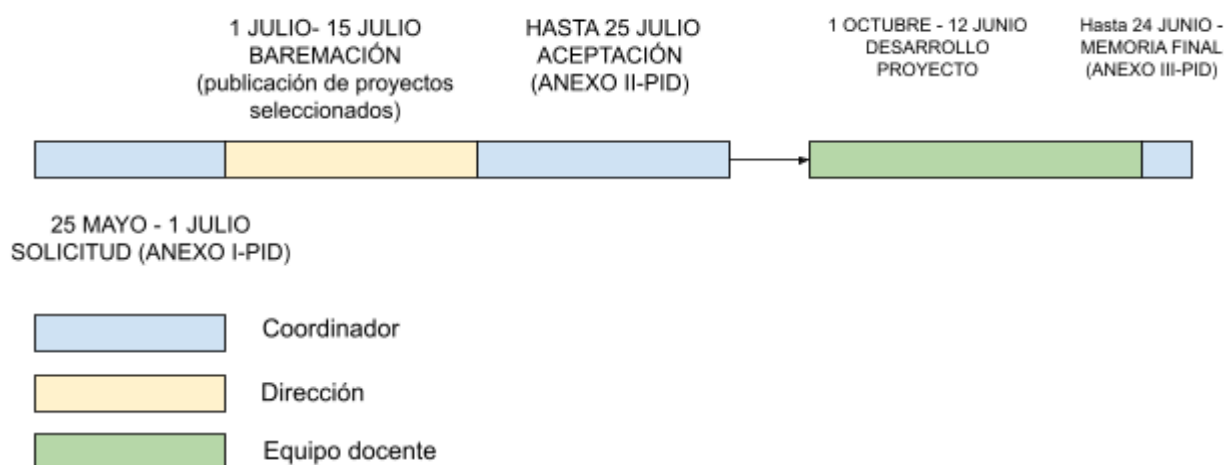 1 JULIO- 15 JULIO
BAREMACIÓN
(publicación de proyectos
seleccionados)
HASTA 25 JULIO
ACEPTACIÓN
(ANEXO II-PID)
1 OCTUBRE - 12 JUNIO
DESARROLLO
PROYECTO
Hasta 24 JUNIO -
MEMORIA FINAL
(ANEXO III-PID)
25 MAYO - 1 JULIO
SOLICITUD (ANEXO I-PID)
Coordinador
Dirección
Equipo docente